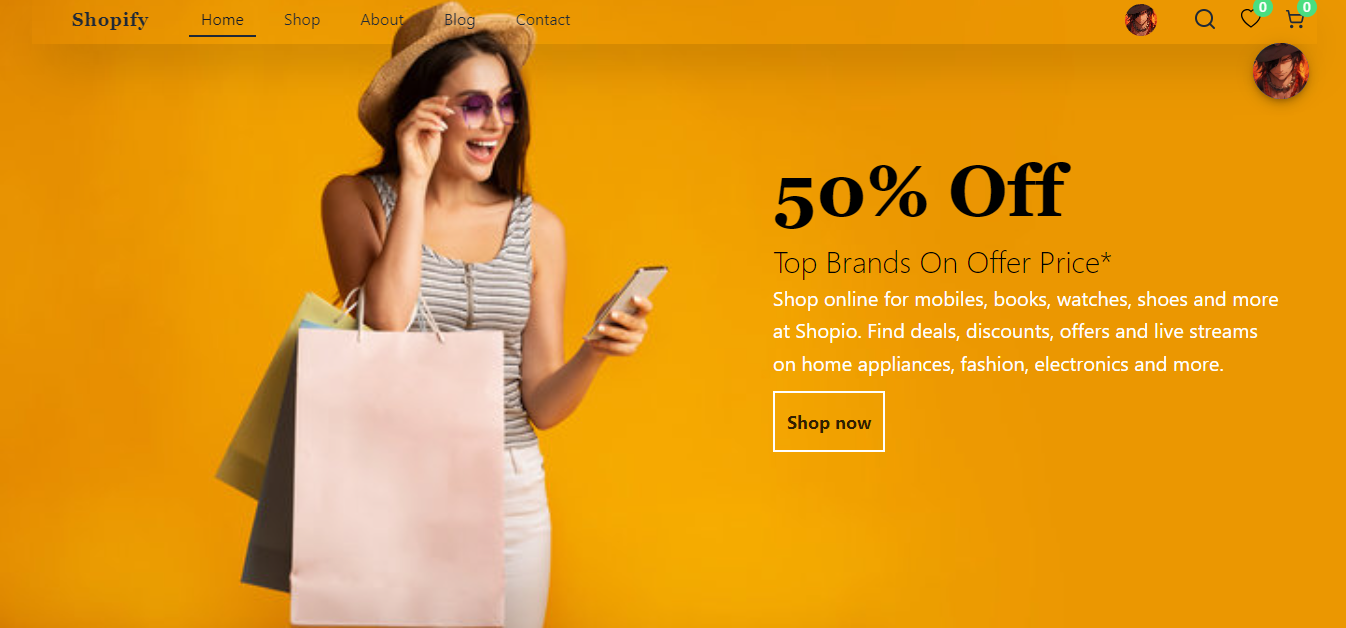 Shopify Home Shop About Blog Contact 0 0
50% Off
Top Brands On Offer Price*
Shop online for mobiles, books, watches, shoes and more
at Shopio. Find deals, discounts, offers and live streams
on home appliances, fashion, electronics and more.
Shop now